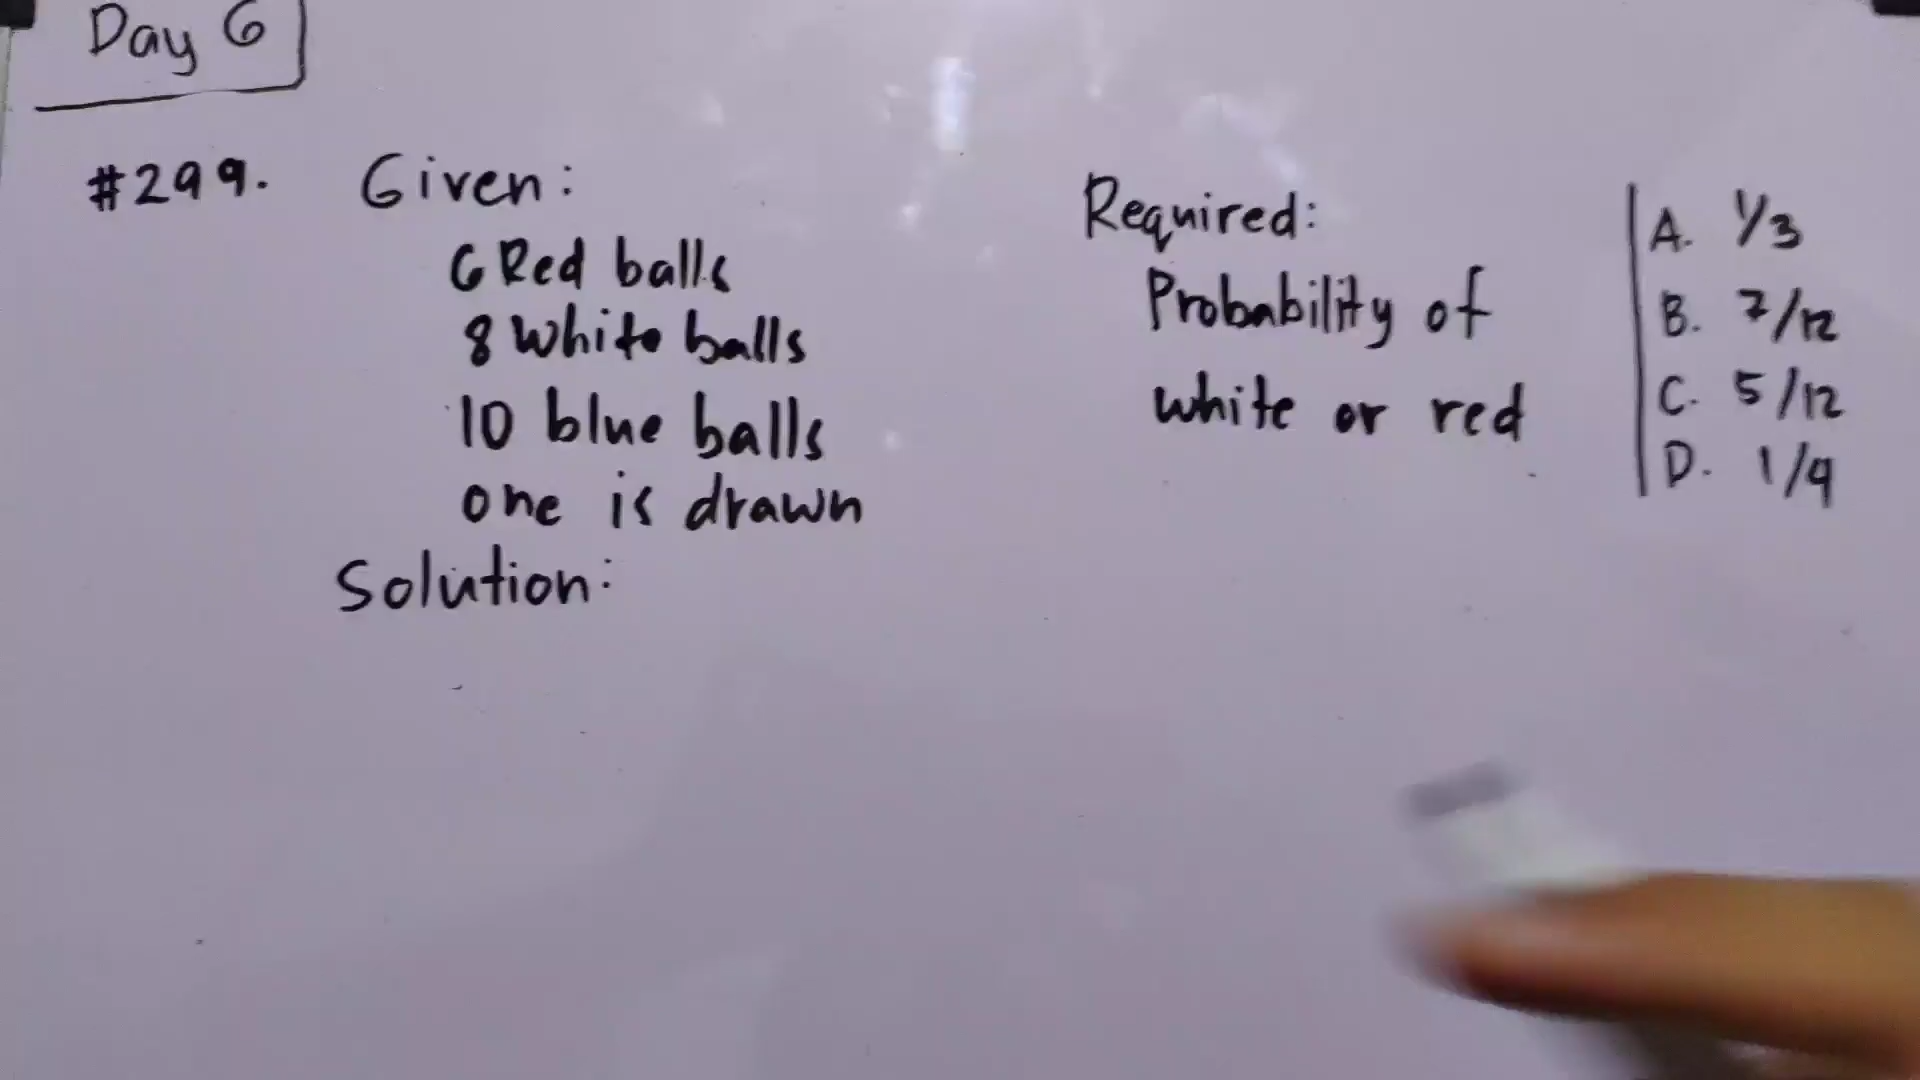 Day 6
#299. Given:
6 Red balls
8 white balls
10 blue balls
one is drawn
Solution:
Required:
Probability of
white or red
A. 1/3
B. 7/12
C. 5/12
D. 1/9